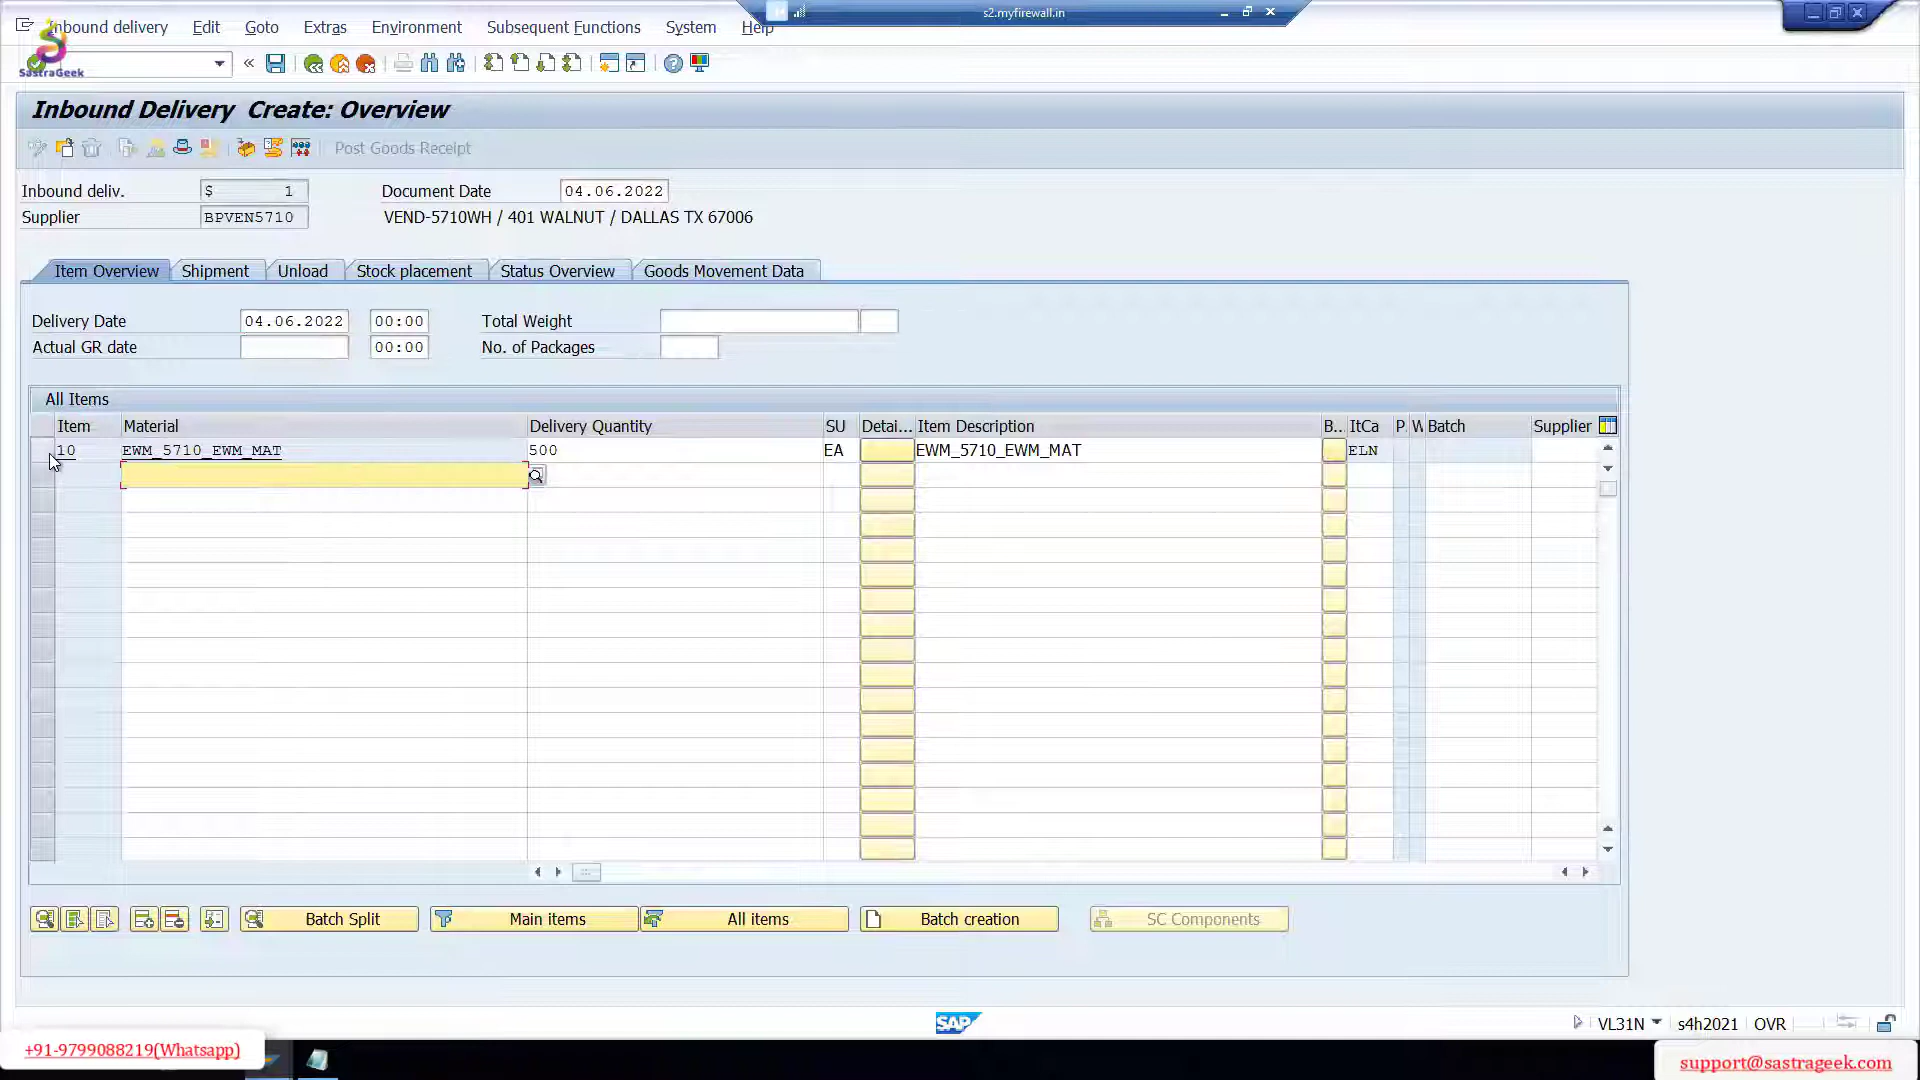 s2.myfirewall.in
Inbound delivery Edit Goto Extras Environment Subsequent Functions System Help
SastraGeek
Inbound Delivery Create: Overview
Post Goods Receipt
Inbound deliv. $ 1 Document Date 04.06.2022
Supplier BPVEN5710 VEND-5710WH / 401 WALNUT / DALLAS TX 67006
Item Overview Shipment Unload Stock placement Status Overview Goods Movement Data
Delivery Date 04.06.2022 00:00 Total Weight
Actual GR date 00:00 No. of Packages
All Items
Item Material Delivery Quantity SU Detai... Item Description B... ItCa P. W Batch Supplier
10 EWM_5710_EWM_MAT 500 EA EWM_5710_EWM_MAT ELN
Batch Split Main items All items Batch creation SC Components
SAP VL31N s4h2021 OVR
+91-9799088219(Whatsapp)
support@sastrageek.com